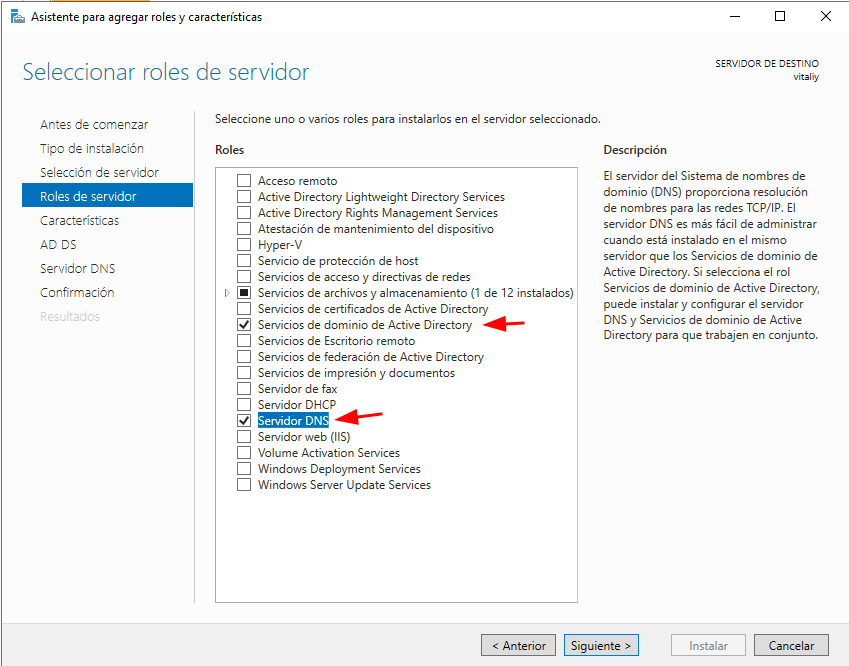 Asistente para agregar roles y características
Seleccionar roles de servidor
SERVIDOR DE DESTINO
vitaliy
Antes de comenzar
Tipo de instalación
Selección de servidor
Roles de servidor
Características
AD DS
Servidor DNS
Confirmación
Resultados
Seleccione uno o varios roles para instalarlos en el servidor seleccionado.
Roles
Acceso remoto
Active Directory Lightweight Directory Services
Active Directory Rights Management Services
Atestación de mantenimiento del dispositivo
Hyper-V
Servicio de protección de host
Servicios de acceso y directivas de redes
Servicios de archivos y almacenamiento (1 de 12 instalados)
Servicios de certificados de Active Directory
Servicios de dominio de Active Directory
Servicios de Escritorio remoto
Servicios de federación de Active Directory
Servicios de impresión y documentos
Servidor de fax
Servidor DHCP
Servidor DNS
Servidor web (IIS)
Volume Activation Services
Windows Deployment Services
Windows Server Update Services
Descripción
El servidor del Sistema de nombres de
dominio (DNS) proporciona resolución
de nombres para las redes TCP/IP. El
servidor DNS es más fácil de administrar
cuando está instalado en el mismo
servidor que los Servicios de dominio de
Active Directory. Si selecciona el rol
Servicios de dominio de Active Directory,
puede instalar y configurar el servidor
DNS y Servicios de dominio de Active
Directory para que trabajen en conjunto.
< Anterior
Siguiente >
Instalar
Cancelar